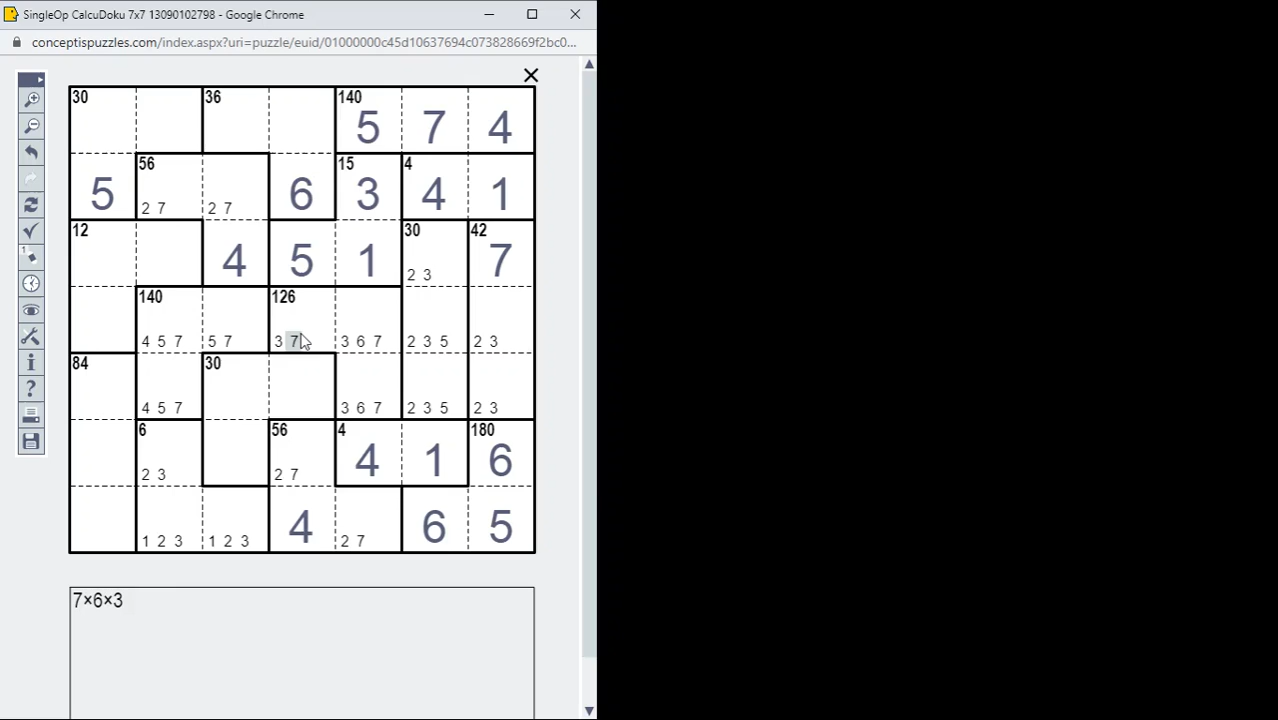 SingleOp CalcuDoku 7x7 13090102798 - Google Chrome
conceptispuzzles.com/index.aspx?uri=puzzle/euid/01000000c45d10637694c073828669f2bc0...
30 36 140
5 7 4
56 15 4
5 2 7 2 7 6 3 4 1
12 30 42
4 5 1 2 3 7
140 126
4 5 7 5 7 3 7 3 6 7 2 3 5 2 3
84 30
4 5 7 3 6 7 2 3 5 2 3
6 56 4 180
2 3 2 7 4 1 6
1 2 3 1 2 3 4 2 7 6 5
7×6×3